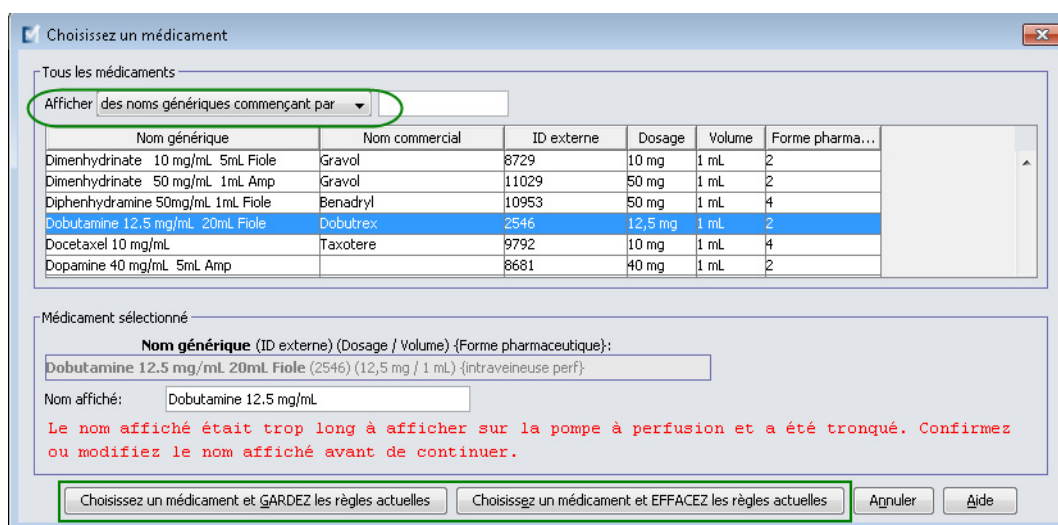 Choisissez un médicament
Tous les médicaments
Afficher des noms génériques commençant par
Nom générique Nom commercial ID externe Dosage Volume Forme pharma...
Dimenhydrinate 10 mg/mL 5mL Fiole Gravol 8729 10 mg 1 mL 2
Dimenhydrinate 50 mg/mL 1mL Amp Gravol 11029 50 mg 1 mL 2
Diphenhydramine 50mg/mL 1mL Fiole Benadryl 10953 50 mg 1 mL 4
Dobutamine 12.5 mg/mL 20mL Fiole Dobutrex 2546 12,5 mg 1 mL 2
Docetaxel 10 mg/mL Taxotere 9792 10 mg 1 mL 4
Dopamine 40 mg/mL 5mL Amp 8681 40 mg 1 mL 2
Médicament sélectionné
Nom générique (ID externe) (Dosage / Volume) {Forme pharmaceutique}:
Dobutamine 12.5 mg/mL 20mL Fiole (2546) (12,5 mg / 1 mL) {intraveineuse perf}
Nom affiché: Dobutamine 12.5 mg/mL
Le nom affiché était trop long à afficher sur la pompe à perfusion et a été tronqué. Confirmez
ou modifiez le nom affiché avant de continuer.
Choisissez un médicament et GARDEZ les règles actuelles Choisissez un médicament et EFFACEZ les règles actuelles Annuler Aide